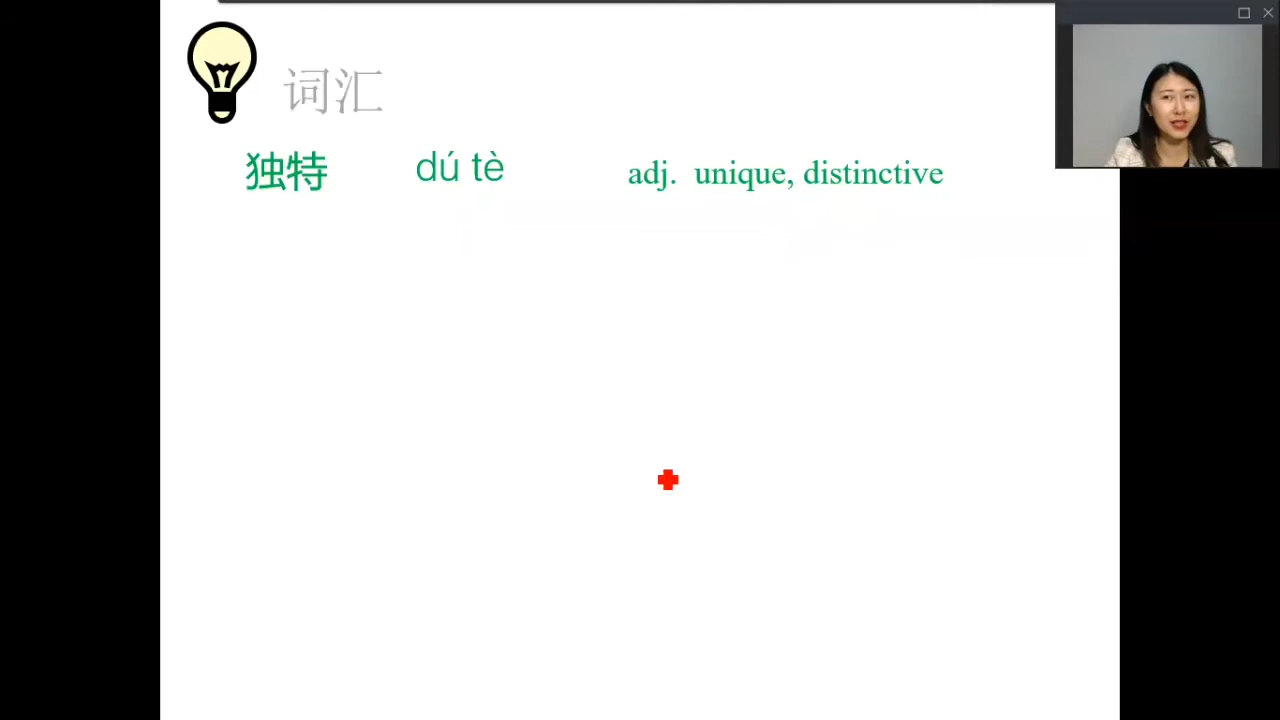 词汇
独特 dú tè adj. unique, distinctive